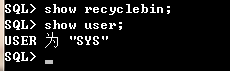 SQL> show recyclebin;
SQL> show user;
USER 为 "SYS"
SQL>